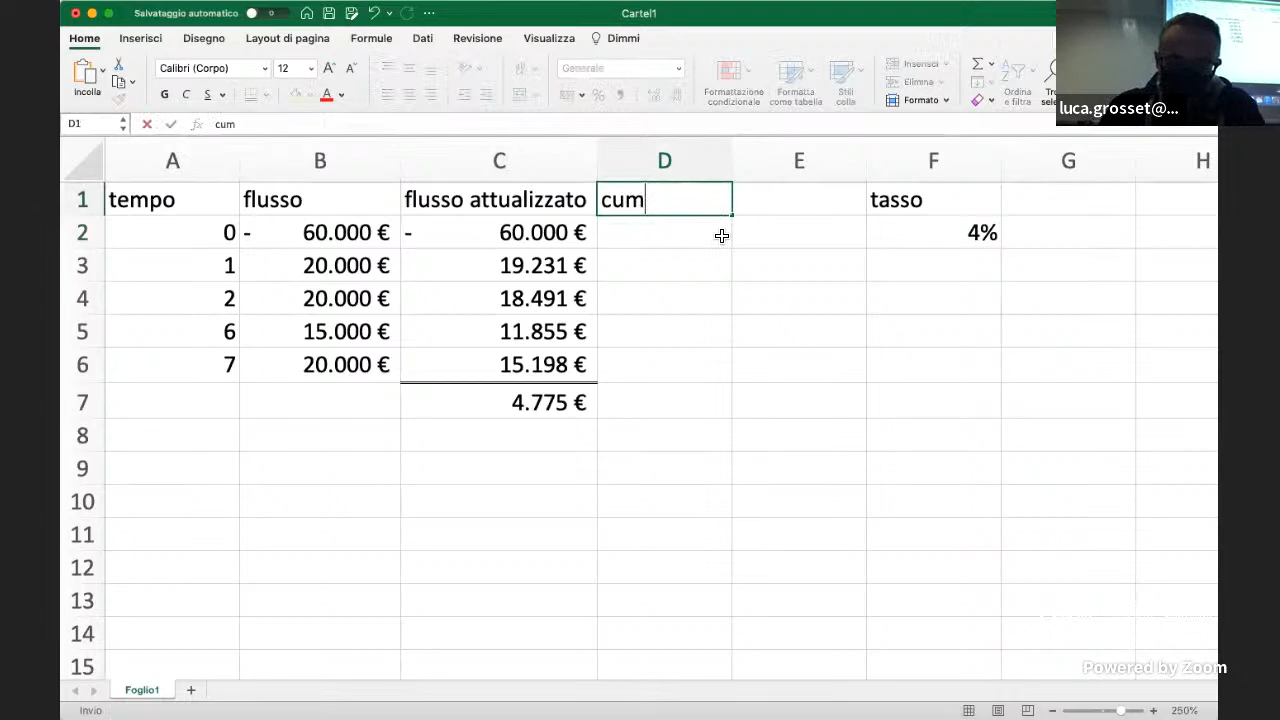 Salvataggio automatico 0 ... Cartel1
Home Inserisci Disegno Layout di pagina Formule Dati Revisione Visualizza Dimmi
Incolla
Calibri (Corpo) 12 A A
G C S A
Generale
% 000
Formattazione condizionale
Formatta come tabella
Stili cella
Inserisci
Elimina
Formato
Ordina e filtra
luca.grosset@...
D1 fx cum
A B C D E F G H
1 tempo flusso flusso attualizzato cum tasso
2 0 - 60.000 € - 60.000 € 4%
3 1 20.000 € 19.231 €
4 2 20.000 € 18.491 €
5 6 15.000 € 11.855 €
6 7 20.000 € 15.198 €
7 4.775 €
8
9
10
11
12
13
14
15
Powered by Zoom
Foglio1 +
Invio 250%